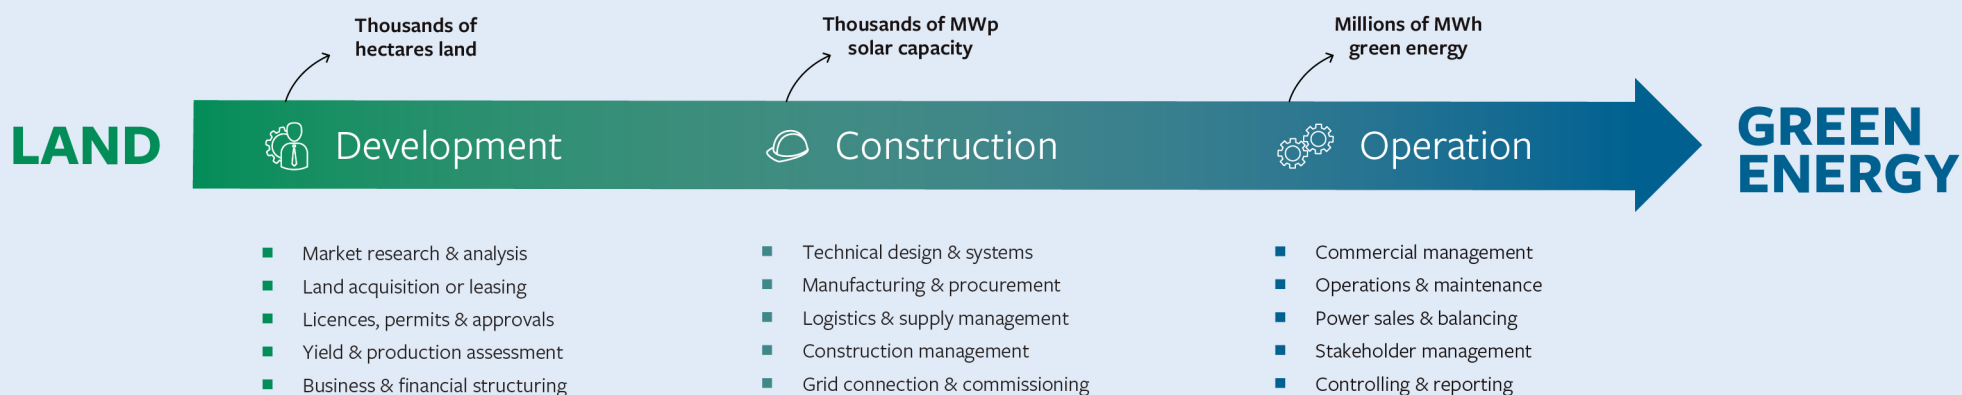 Thousands of
hectares land
Thousands of MWp
solar capacity
Millions of MWh
green energy
LAND
Development
Construction
Operation
GREEN
ENERGY
Market research & analysis
Land acquisition or leasing
Licences, permits & approvals
Yield & production assessment
Business & financial structuring
Technical design & systems
Manufacturing & procurement
Logistics & supply management
Construction management
Grid connection & commissioning
Commercial management
Operations & maintenance
Power sales & balancing
Stakeholder management
Controlling & reporting